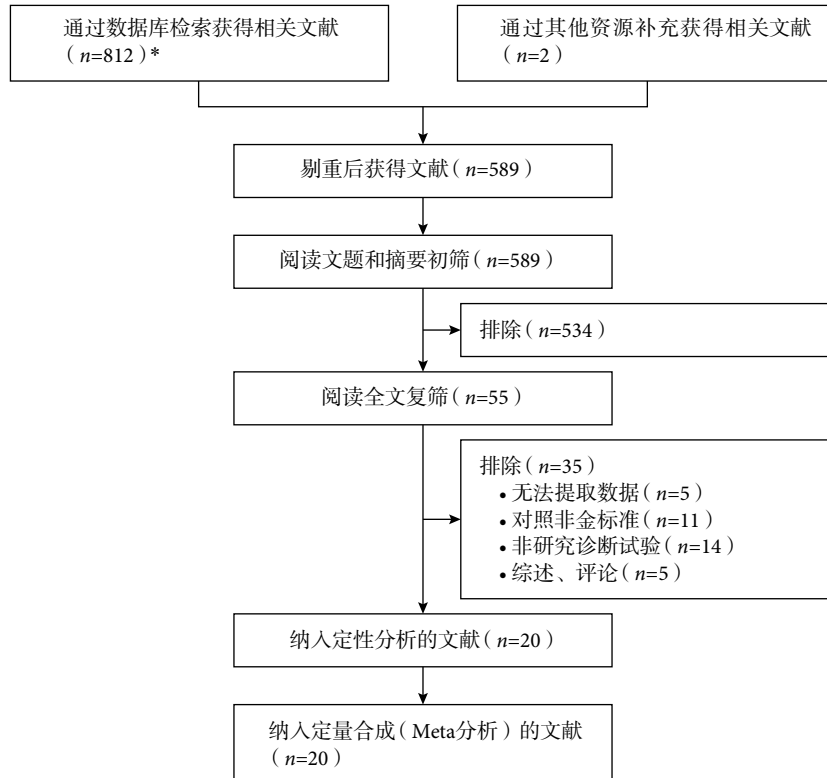 通过数据库检索获得相关文献
（n=812）*
通过其他资源补充获得相关文献
（n=2）
剔重后获得文献（n=589）
阅读文题和摘要初筛（n=589）
排除（n=534）
阅读全文复筛（n=55）
排除（n=35）
• 无法提取数据（n=5）
• 对照非金标准（n=11）
• 非研究诊断试验（n=14）
• 综述、评论（n=5）
纳入定性分析的文献（n=20）
纳入定量合成（Meta分析）的文献
（n=20）